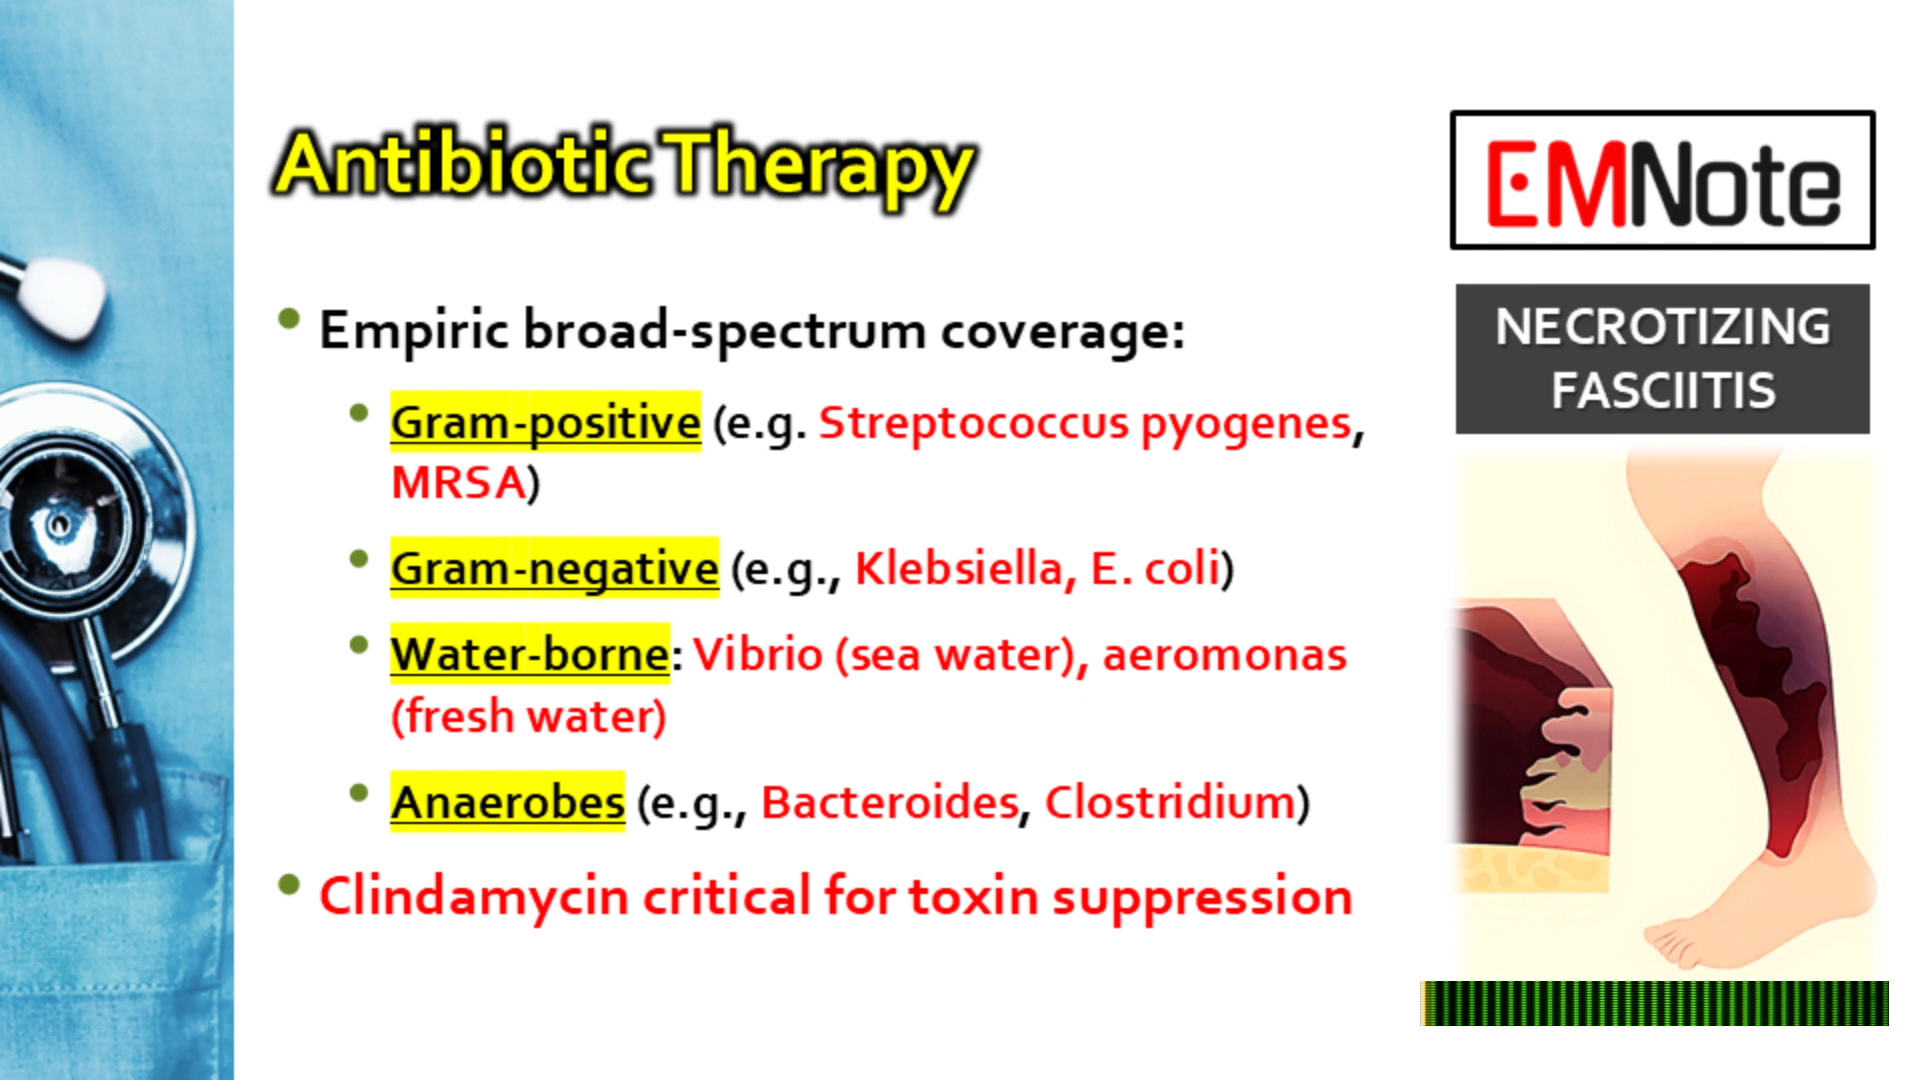 Antibiotic Therapy
EMNote
NECROTIZING
FASCIITIS
Empiric broad-spectrum coverage:
Gram-positive (e.g. Streptococcus pyogenes,
MRSA)
Gram-negative (e.g., Klebsiella, E. coli)
Water-borne: Vibrio (sea water), aeromonas
(fresh water)
Anaerobes (e.g., Bacteroides, Clostridium)
Clindamycin critical for toxin suppression